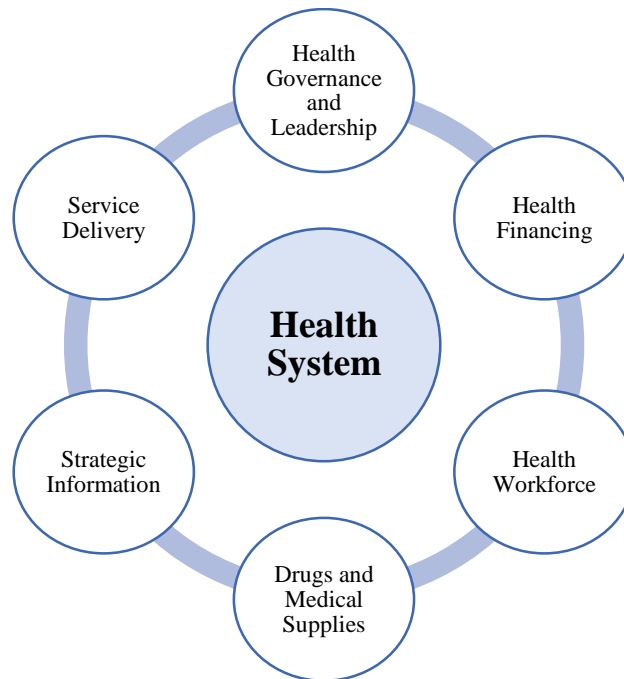 Health
Governance
and
Leadership
Service
Delivery
Health
Financing
Health
System
Strategic
Information
Health
Workforce
Drugs and
Medical
Supplies